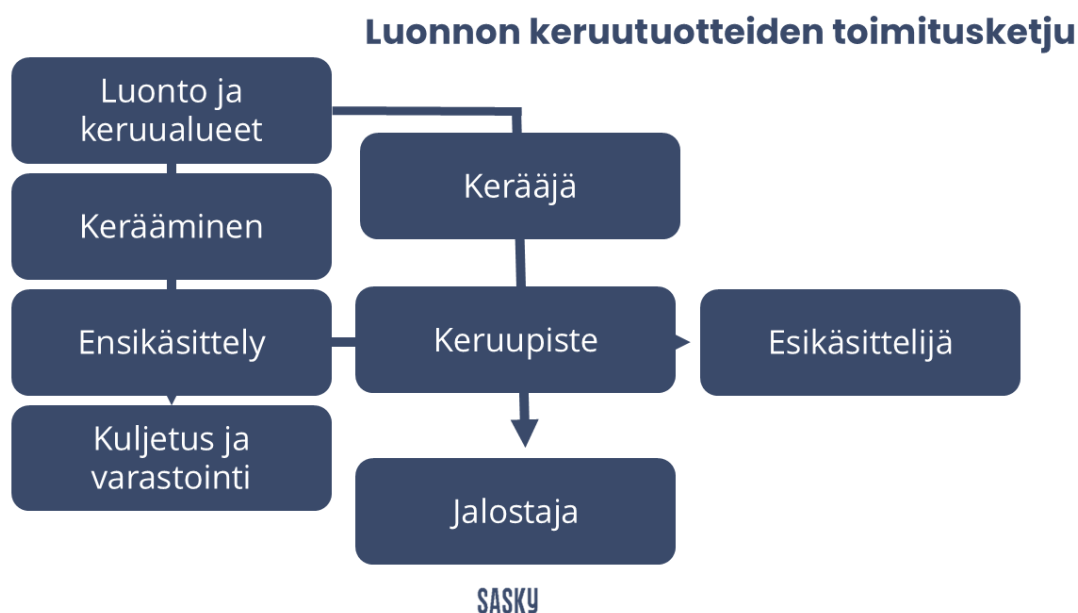 Luonnon keruutuotteiden toimitusketju
Luonto ja
keruualueet
Kerääjä
Kerääminen
Ensikäsittely
Keruupiste
Esikäsittelijä
Kuljetus ja
varastointi
Jalostaja
SASKY